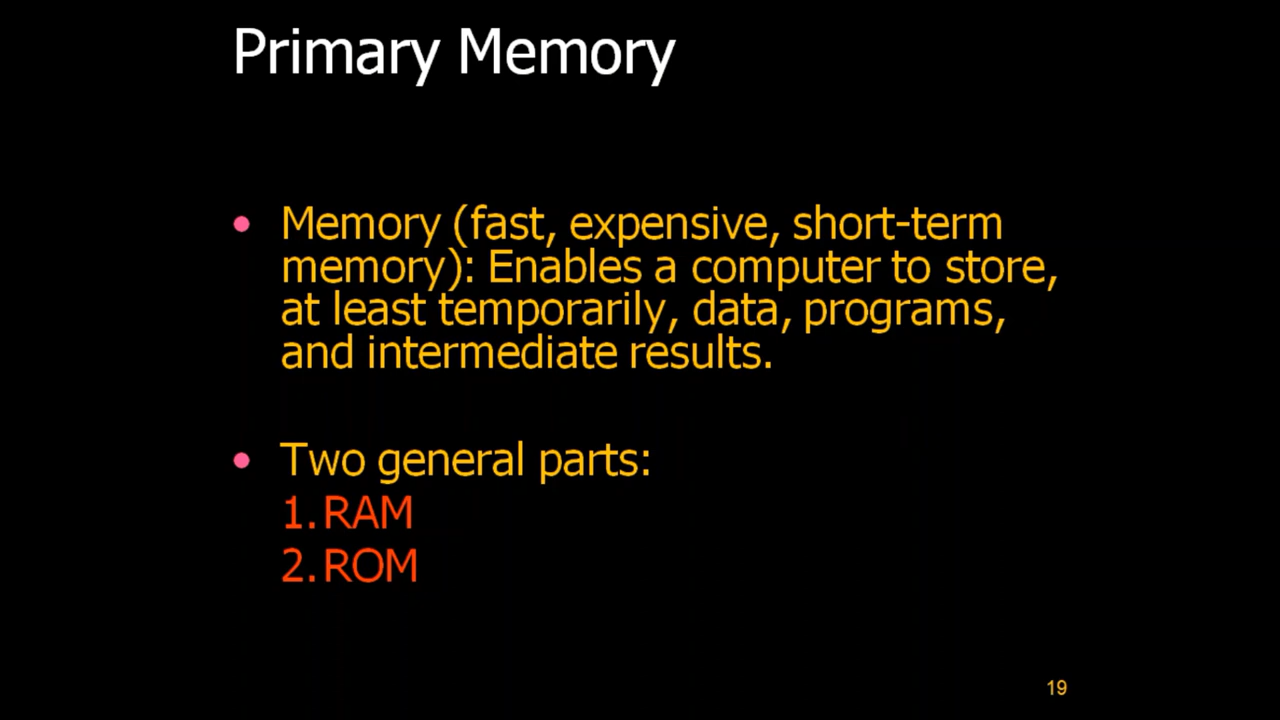 Primary Memory
• Memory (fast, expensive, short-term
memory): Enables a computer to store,
at least temporarily, data, programs,
and intermediate results.
• Two general parts:
1. RAM
2. ROM
19